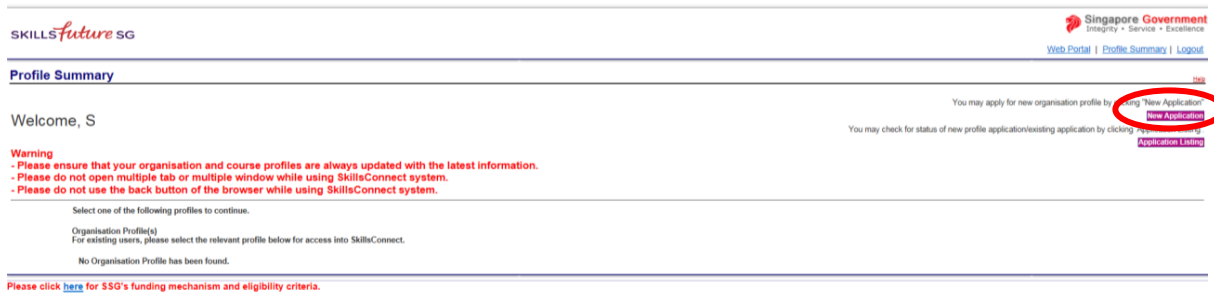 SKILLSfuture SG
Singapore Government
Integrity • Service • Excellence
Web Portal | Profile Summary | Logout
Profile Summary
Help
You may apply for new organisation profile by clicking "New Application"
New Application
Welcome, S
You may check for status of new profile application/existing application by clicking "Application Listing"
Application Listing
Warning
- Please ensure that your organisation and course profiles are always updated with the latest information.
- Please do not open multiple tab or multiple window while using SkillsConnect system.
- Please do not use the back button of the browser while using SkillsConnect system.
Select one of the following profiles to continue.
Organisation Profile(s)
For existing users, please select the relevant profile below for access into SkillsConnect.
No Organisation Profile has been found.
Please click here for SSG's funding mechanism and eligibility criteria.